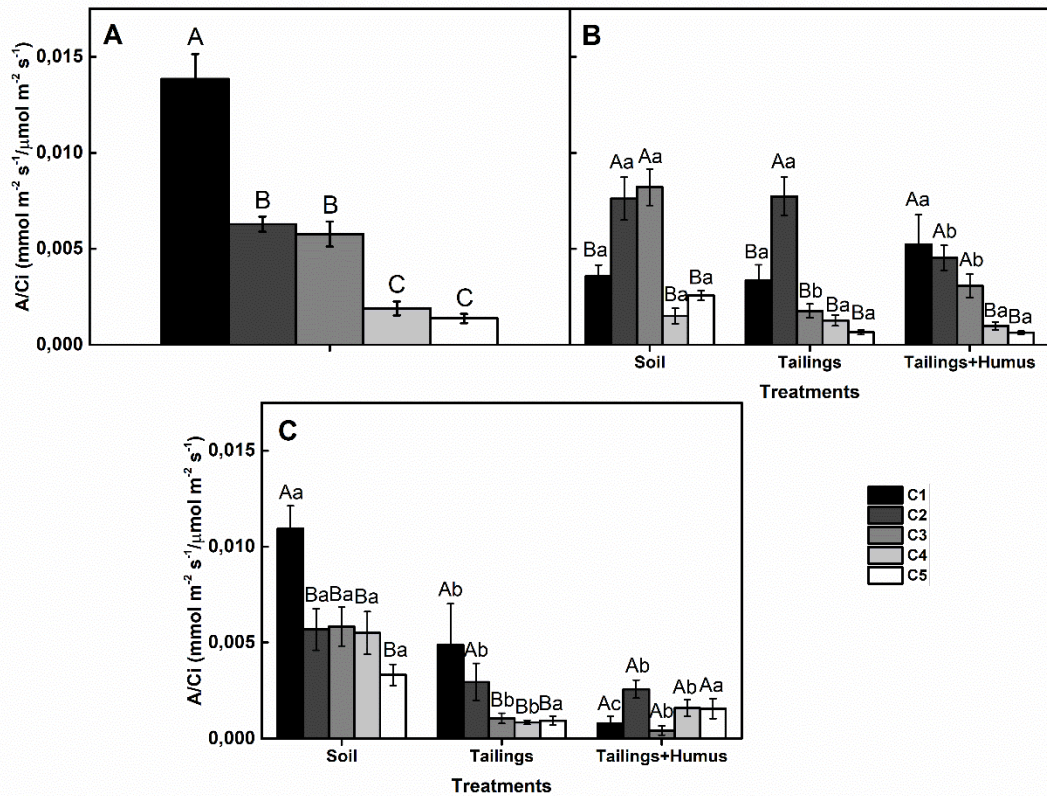 A
B
A/Ci (mmol m⁻² s⁻¹/µmol m⁻² s⁻¹)
0,015
0,010
0,005
0,000
A
B
B
C
C
Ba
Aa
Aa
Ba
Ba
Ba
Aa
Bb
Ba
Ba
Aa
Ab
Ab
Ba
Ba
Soil
Tailings
Tailings+Humus
Treatments
C
A/Ci (mmol m⁻² s⁻¹/µmol m⁻² s⁻¹)
0,015
0,010
0,005
0,000
Aa
Ba
Ba
Ba
Ba
Ab
Ab
Bb
Bb
Ba
Ac
Ab
Ab
Ab
Aa
Soil
Tailings
Tailings+Humus
Treatments
C1
C2
C3
C4
C5